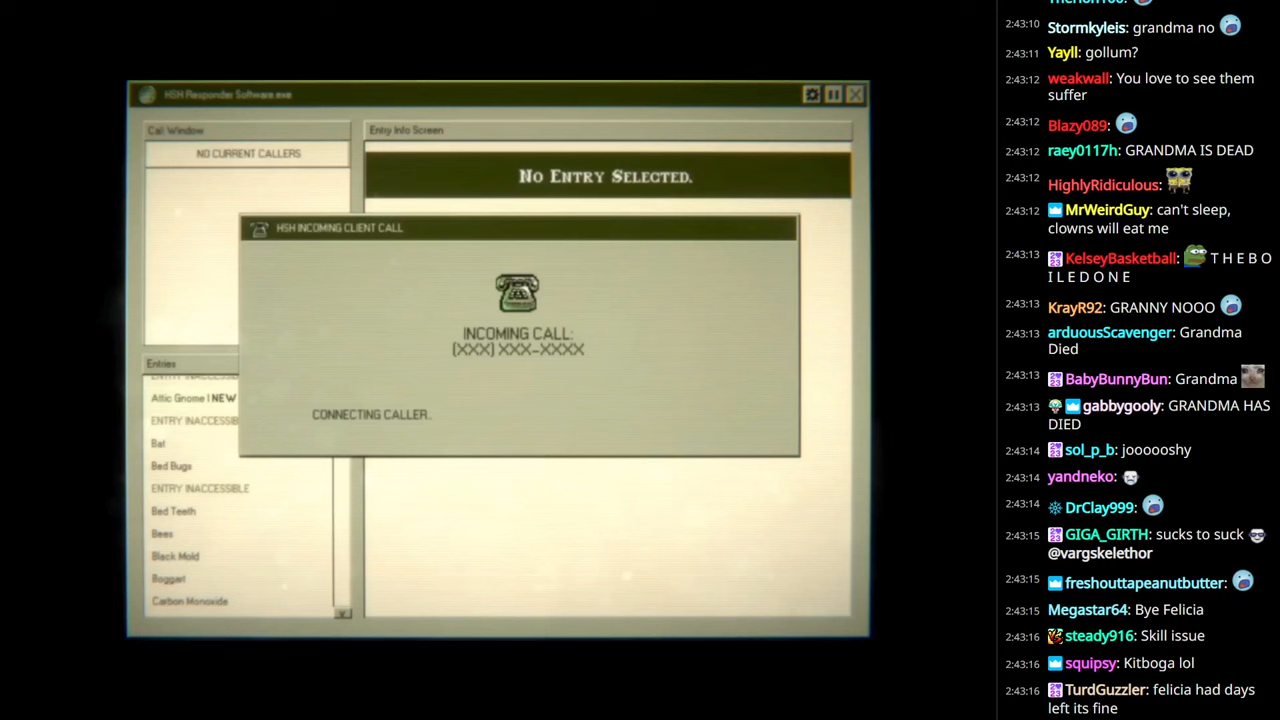 HSH Responder Software.exe
Call Window
NO CURRENT CALLERS
Entry Info Screen
No Entry Selected.
HSH INCOMING CLIENT CALL
INCOMING CALL:
(XXX) XXX-XXXX
CONNECTING CALLER..
Entries
ENTRY INACCESSIBLE
Attic Gnome | NEW
ENTRY INACCESSIB
Bat
Bed Bugs
ENTRY INACCESSIBLE
Bed Teeth
Bees
Black Mold
Boggart
Carbon Monoxide
2:43:10 Stormkyleis: grandma no
2:43:11 Yayll: gollum?
2:43:12 weakwall: You love to see them
suffer
2:43:12 Blazy089:
2:43:12 raey0117h: GRANDMA IS DEAD
2:43:12 HighlyRidiculous:
2:43:12 MrWeirdGuy: can't sleep,
clowns will eat me
2:43:13 KelseyBasketball: T H E B O
I L E D O N E
2:43:13 KrayR92: GRANNY NOOO
2:43:13 arduousScavenger: Grandma
Died
2:43:13 BabyBunnyBun: Grandma
2:43:13 gabbygooly: GRANDMA HAS
DIED
2:43:14 sol_p_b: joooooshy
2:43:14 yandneko:
2:43:14 DrClay999:
2:43:15 GIGA_GIRTH: sucks to suck
@vargskelethor
2:43:15 freshouttapeanutbutter:
2:43:15 Megastar64: Bye Felicia
2:43:16 steady916: Skill issue
2:43:16 squipsy: Kitboga lol
2:43:16 TurdGuzzler: felicia had days
left its fine